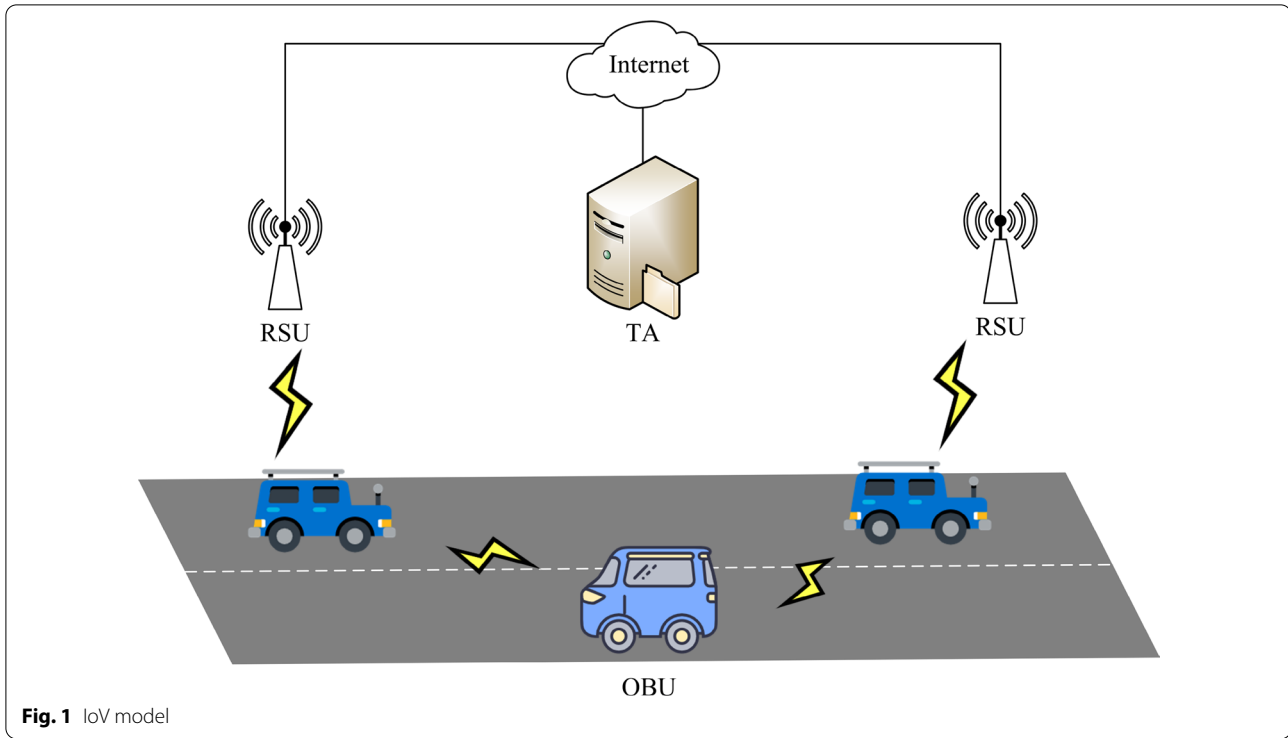 Internet
RSU
TA
RSU
OBU
Fig. 1 IoV model